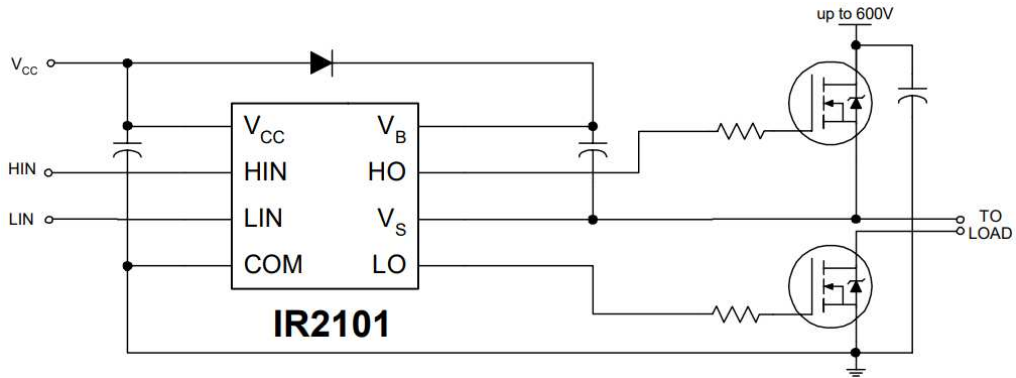 up to 600V
VCC
VCC
VB
HIN
HIN
HO
LIN
LIN
VS
TO
LOAD
COM
LO
IR2101